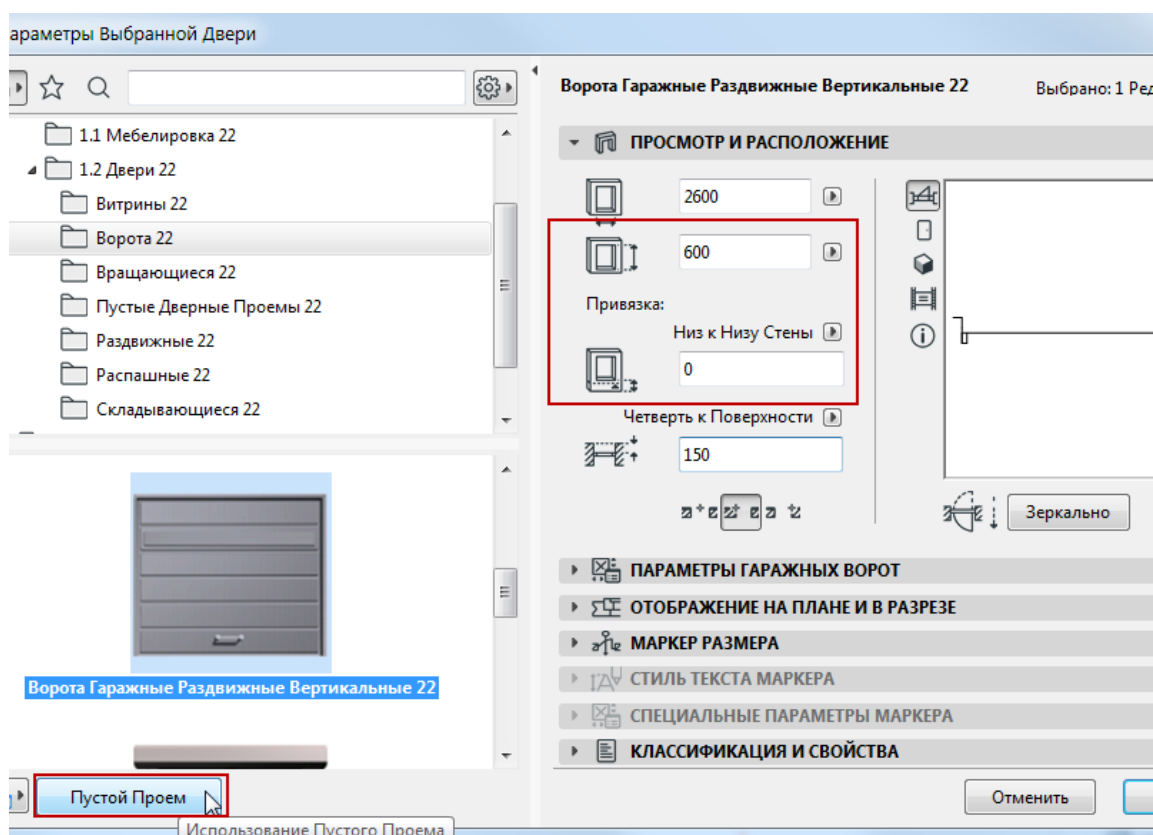 араметры Выбранной Двери
1.1 Мебелировка 22
1.2 Двери 22
Витрины 22
Ворота 22
Вращающиеся 22
Пустые Дверные Проемы 22
Раздвижные 22
Распашные 22
Складывающиеся 22
Ворота Гаражные Раздвижные Вертикальные 22
Пустой Проем
Использование Пустого Проема
Ворота Гаражные Раздвижные Вертикальные 22
Выбрано: 1 Ред
ПРОСМОТР И РАСПОЛОЖЕНИЕ
2600
600
Привязка:
Низ к Низу Стены
0
Четверть к Поверхности
150
Зеркально
ПАРАМЕТРЫ ГАРАЖНЫХ ВОРОТ
ОТОБРАЖЕНИЕ НА ПЛАНЕ И В РАЗРЕЗЕ
МАРКЕР РАЗМЕРА
СТИЛЬ ТЕКСТА МАРКЕРА
СПЕЦИАЛЬНЫЕ ПАРАМЕТРЫ МАРКЕРА
КЛАССИФИКАЦИЯ И СВОЙСТВА
Отменить